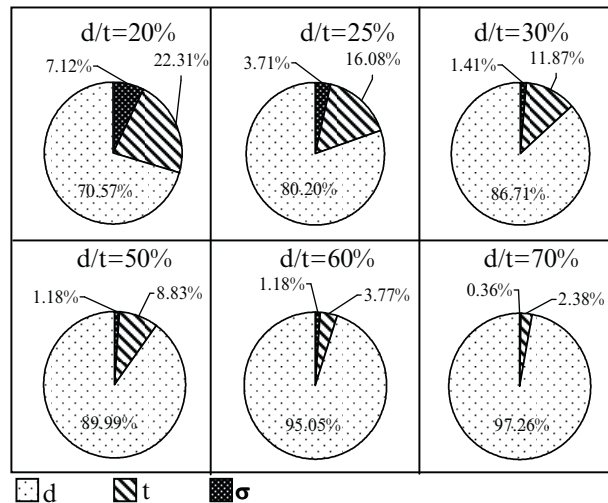 d/t=20%
7.12%
22.31%
70.57%
d/t=25%
3.71%
16.08%
80.20%
d/t=30%
1.41%
11.87%
86.71%
d/t=50%
1.18%
8.83%
89.99%
d/t=60%
1.18%
3.77%
95.05%
d/t=70%
0.36%
2.38%
97.26%
d t σ